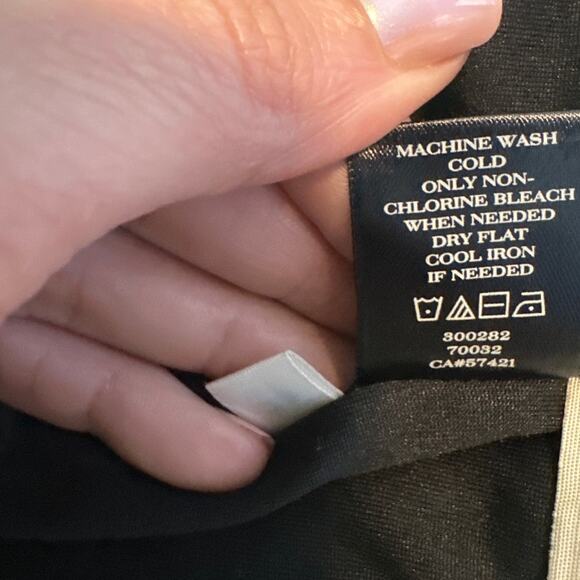 MACHINE WASH
COLD
ONLY NON-
CHLORINE BLEACH
WHEN NEEDED
DRY FLAT
COOL IRON
IF NEEDED
300282
70032
CA#57421